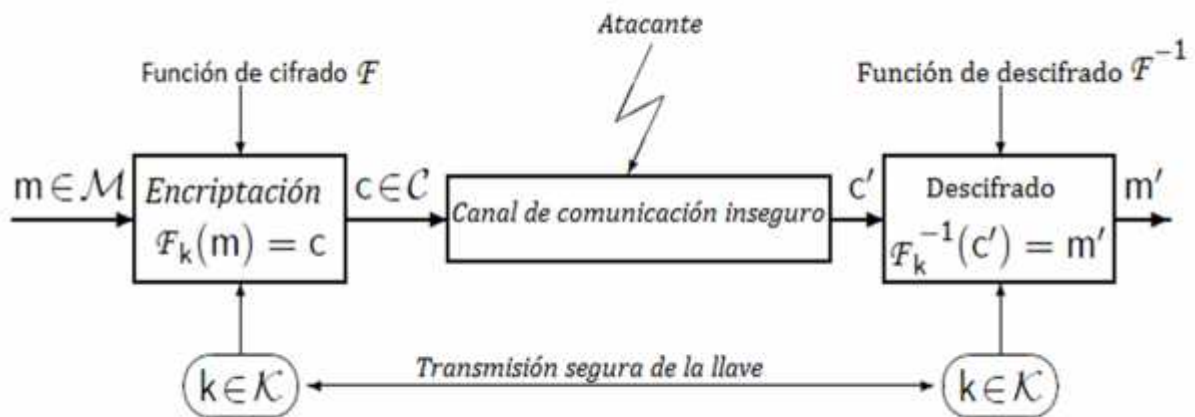 Atacante
Función de cifrado ℱ
Función de descifrado ℱ⁻¹
m ∈ ℳ
Encriptación
ℱₖ(m) = c
c ∈ 𝒞
Canal de comunicación inseguro
c′
Descifrado
ℱₖ⁻¹(c′) = m′
m′
k ∈ 𝒦
Transmisión segura de la llave
k ∈ 𝒦